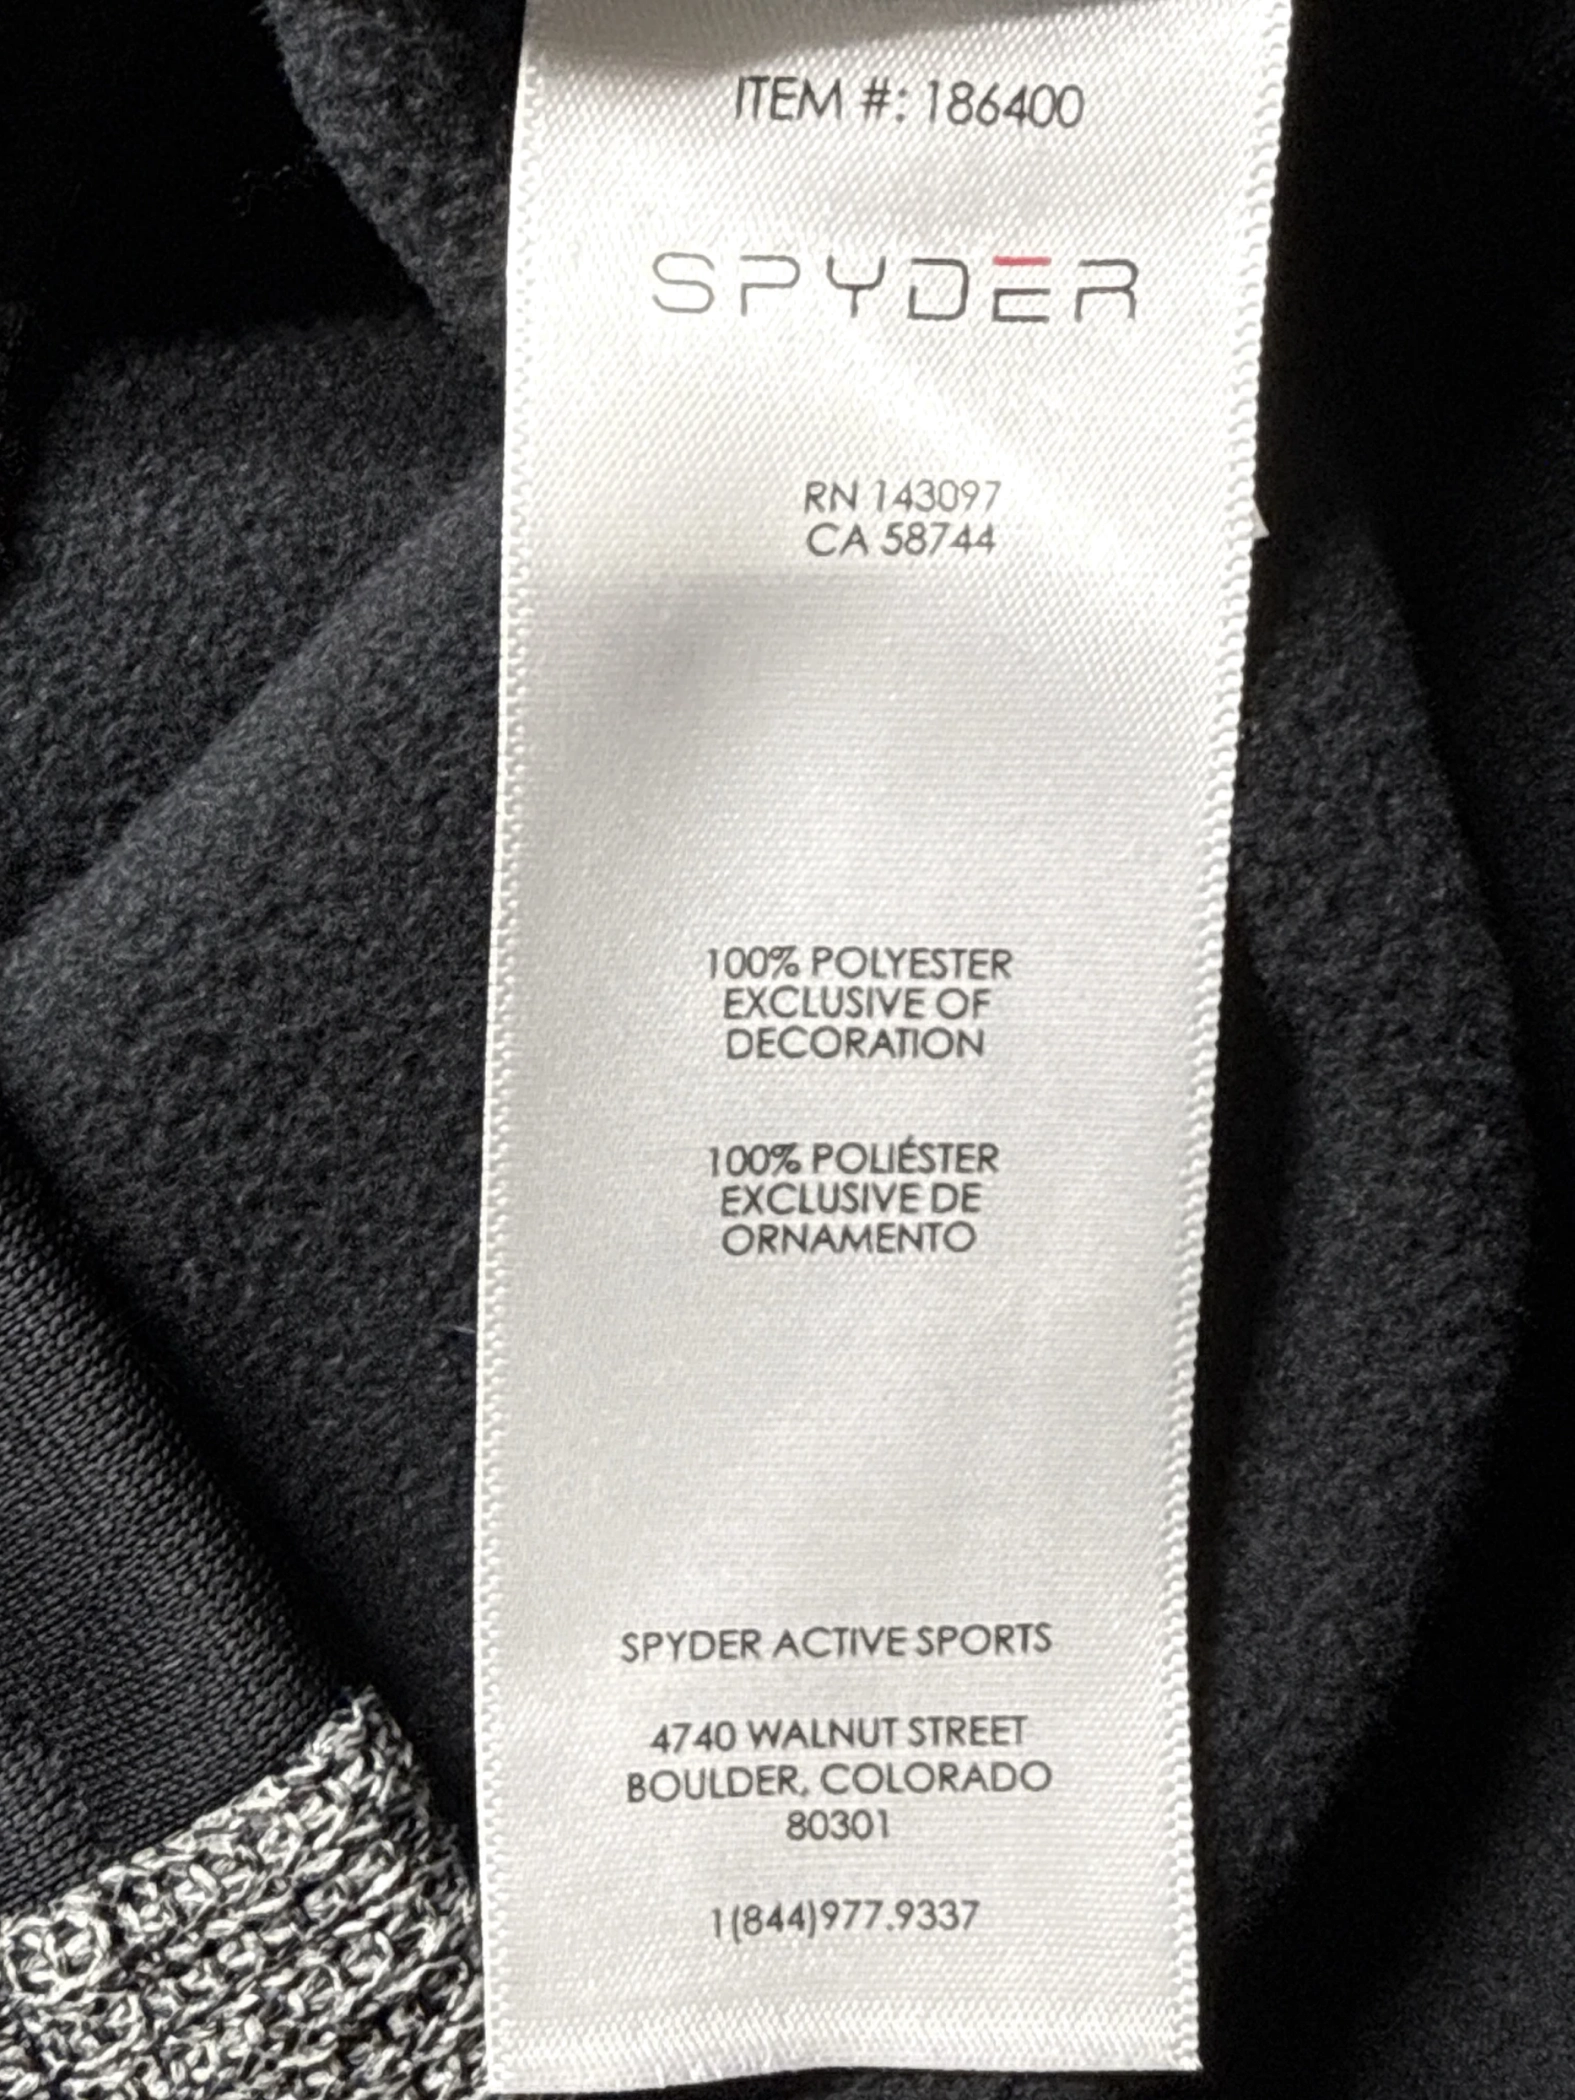 ITEM #: 186400
SPYDER
RN 143097
CA 58744
100% POLYESTER
EXCLUSIVE OF
DECORATION
100% POLIÉSTER
EXCLUSIVE DE
ORNAMENTO
SPYDER ACTIVE SPORTS
4740 WALNUT STREET
BOULDER, COLORADO
80301
1(844)977.9337